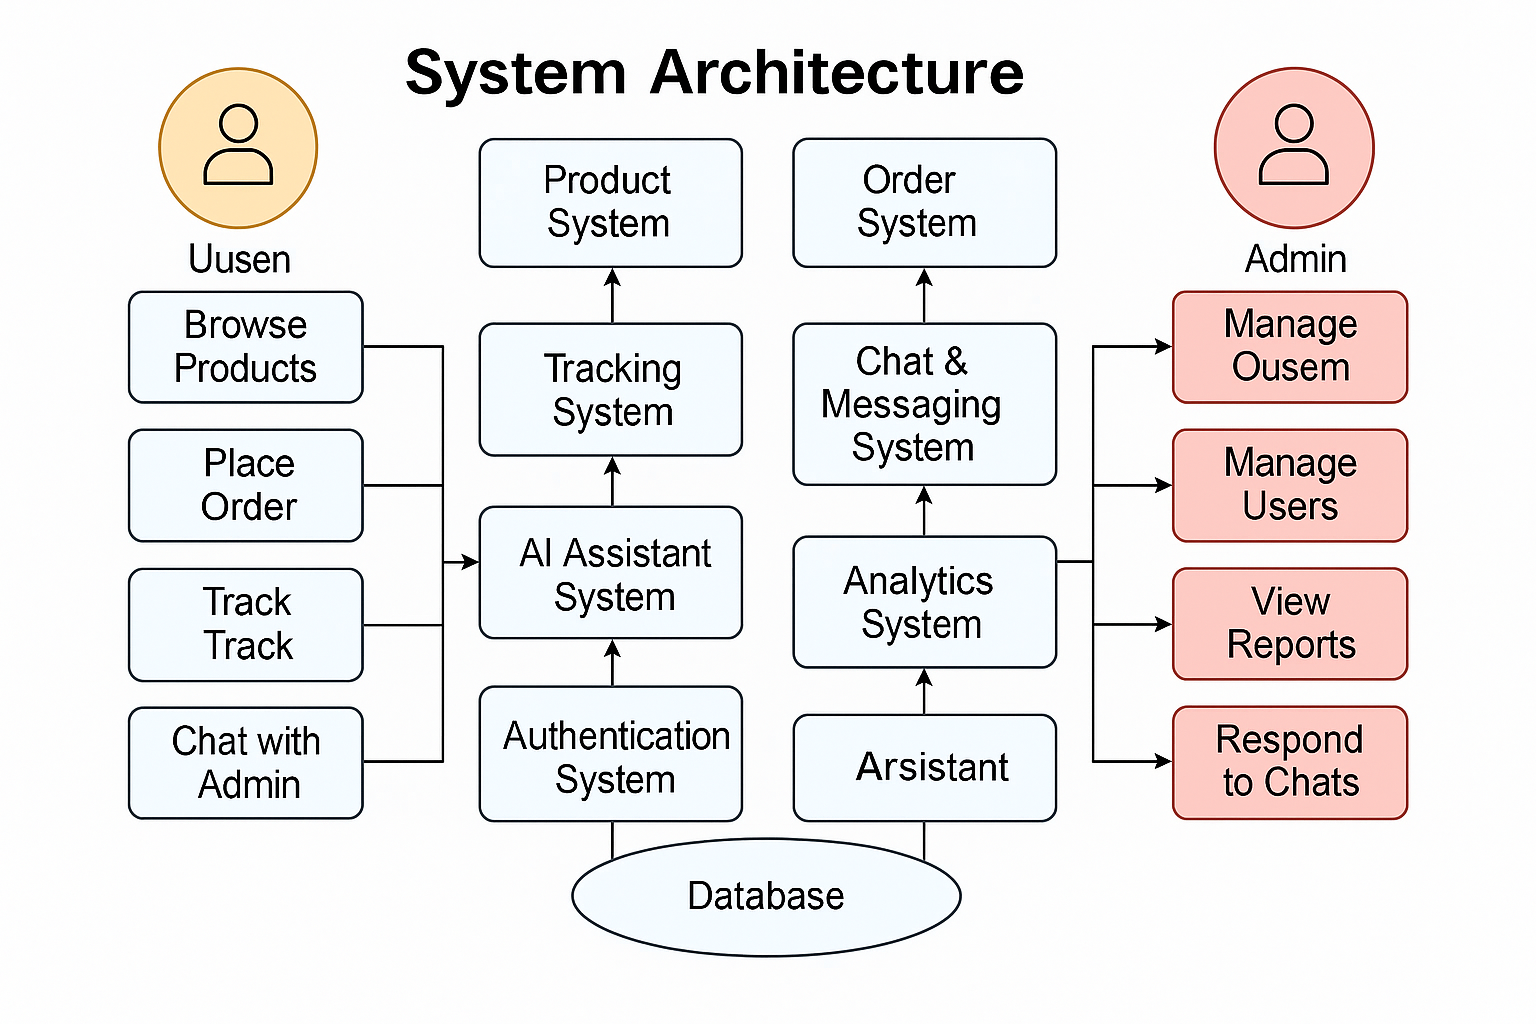 System Architecture
Uusen
Browse
Products
Place
Order
Track
Track
Chat with
Admin
Product
System
Tracking
System
AI Assistant
System
Authentication
System
Order
System
Chat &
Messaging
System
Analytics
System
Arsistant
Database
Admin
Manage
Ousem
Manage
Users
View
Reports
Respond
to Chats